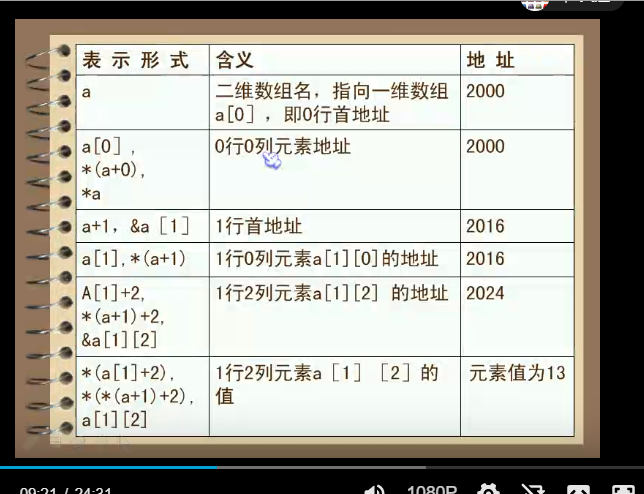 表 示 形 式 含义 地 址
a 二维数组名，指向一维数组 2000
a[0]，即0行首地址
a[0], 0行0列元素地址 2000
*(a+0),
*a
a+1，&a［1］ 1行首地址 2016
a[1],*(a+1) 1行0列元素a[1][0]的地址 2016
A[1]+2, 1行2列元素a[1][2] 的地址 2024
*(a+1)+2,
&a[1][2]
*(a[1]+2), 1行2列元素a［1］［2］的 元素值为13
*(*(a+1)+2), 值
a[1][2]
09:21 / 24:31 1080P